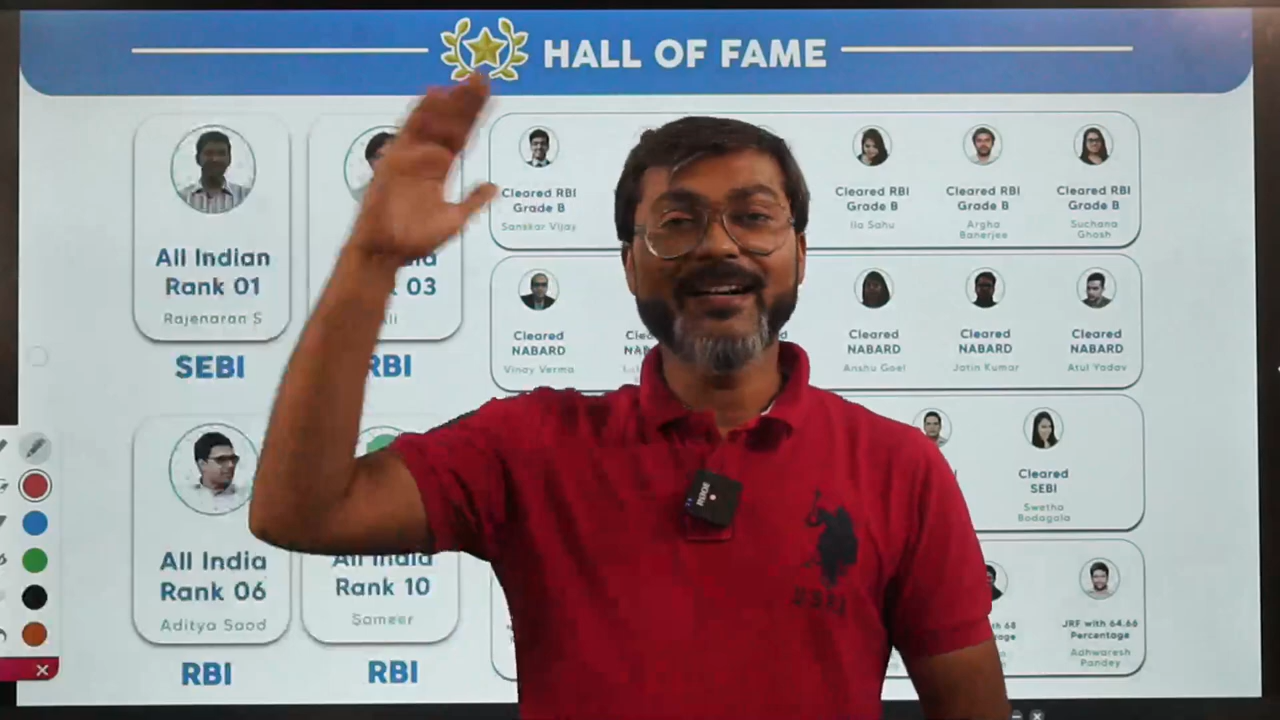 HALL OF FAME
All Indian
Rank 01
Rajenaran S
SEBI
03
RBI
All India
Rank 06
Aditya Sood
RBI
All India
Rank 10
Sameer
RBI
Cleared RBI
Grade B
Sanskar Vijay
Cleared RBI
Grade B
Ila Sahu
Cleared RBI
Grade B
Argha
Banerjee
Cleared RBI
Grade B
Suchana
Ghosh
Cleared
NABARD
Vinay Verma
Cleared
NABARD
Anshu Goel
Cleared
NABARD
Jatin Kumar
Cleared
NABARD
Atul Yadav
Cleared
SEBI
Swetha
Bodagala
JRF with 64.66
Percentage
Adhwaresh
Pandey